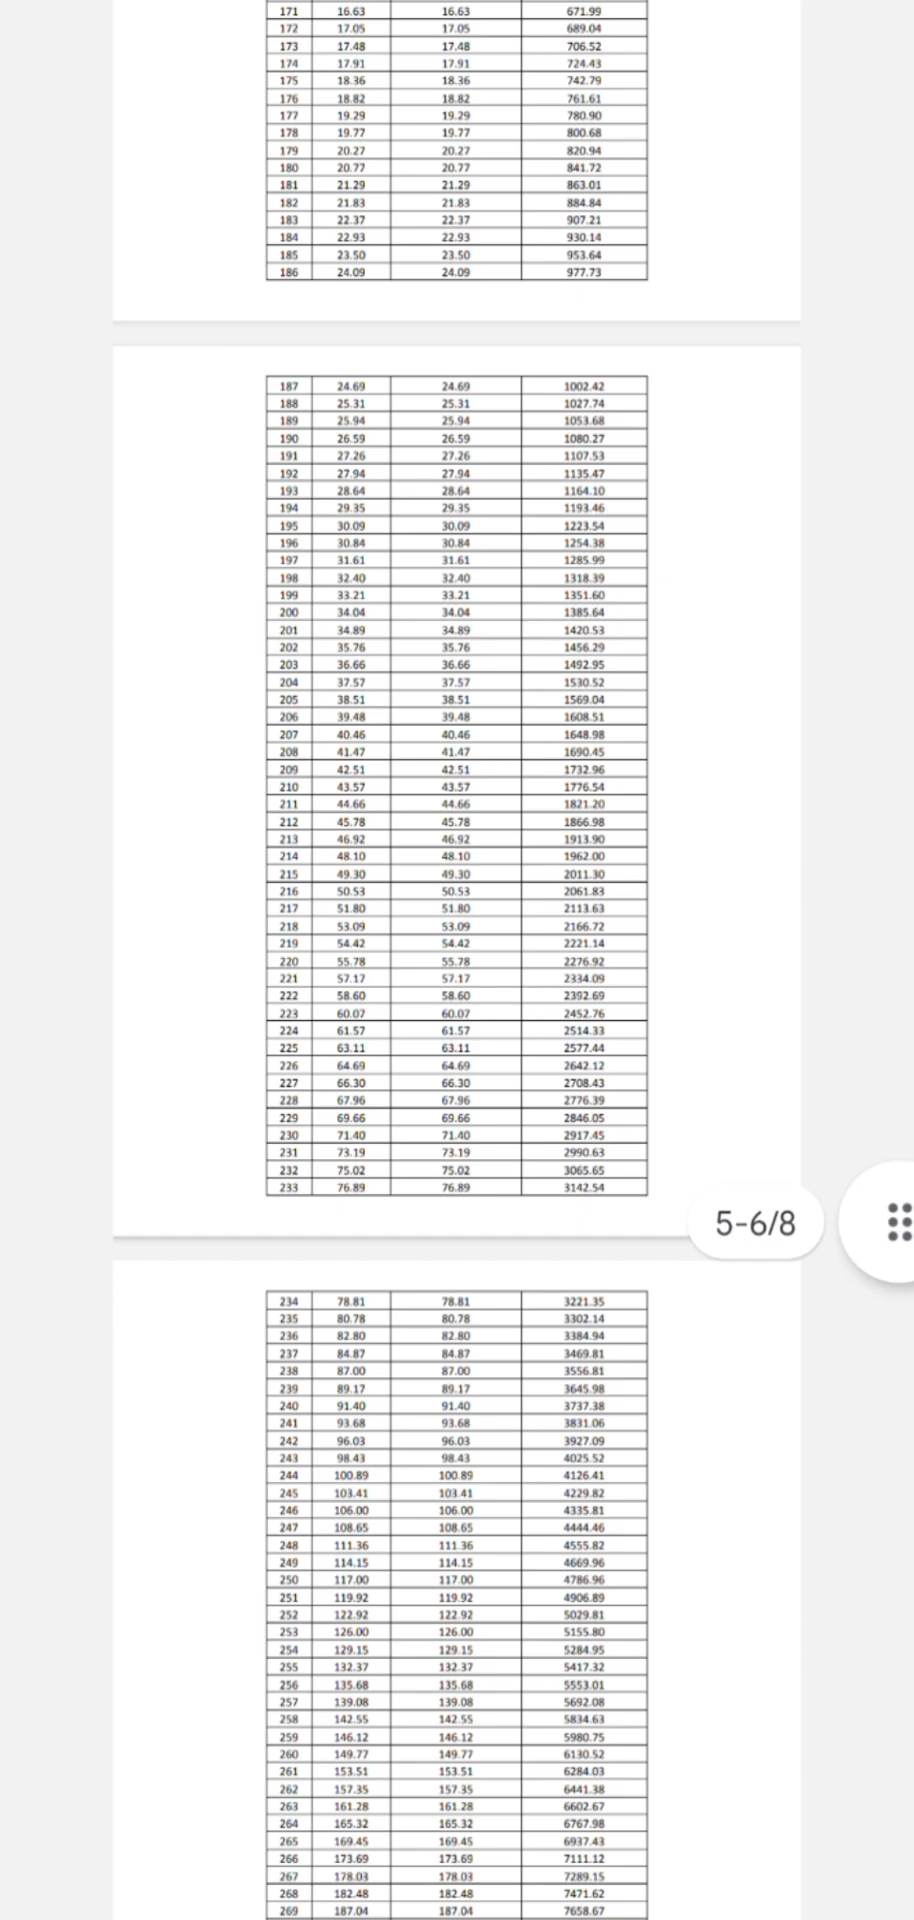 171 16.63 16.63 671.99
172 17.05 17.05 689.04
173 17.48 17.48 706.52
174 17.91 17.91 724.43
175 18.36 18.36 742.79
176 18.82 18.82 761.61
177 19.29 19.29 780.90
178 19.77 19.77 800.68
179 20.27 20.27 820.94
180 20.77 20.77 841.72
181 21.29 21.29 863.01
182 21.83 21.83 884.84
183 22.37 22.37 907.21
184 22.93 22.93 930.14
185 23.50 23.50 953.64
186 24.09 24.09 977.73
187 24.69 24.69 1002.42
188 25.31 25.31 1027.74
189 25.94 25.94 1053.68
190 26.59 26.59 1080.27
191 27.26 27.26 1107.53
192 27.94 27.94 1135.47
193 28.64 28.64 1164.10
194 29.35 29.35 1193.46
195 30.09 30.09 1223.54
196 30.84 30.84 1254.38
197 31.61 31.61 1285.99
198 32.40 32.40 1318.39
199 33.21 33.21 1351.60
200 34.04 34.04 1385.64
201 34.89 34.89 1420.53
202 35.76 35.76 1456.29
203 36.66 36.66 1492.95
204 37.57 37.57 1530.52
205 38.51 38.51 1569.04
206 39.48 39.48 1608.51
207 40.46 40.46 1648.98
208 41.47 41.47 1690.45
209 42.51 42.51 1732.96
210 43.57 43.57 1776.54
211 44.66 44.66 1821.20
212 45.78 45.78 1866.98
213 46.92 46.92 1913.90
214 48.10 48.10 1962.00
215 49.30 49.30 2011.30
216 50.53 50.53 2061.83
217 51.80 51.80 2113.63
218 53.09 53.09 2166.72
219 54.42 54.42 2221.14
220 55.78 55.78 2276.92
221 57.17 57.17 2334.09
222 58.60 58.60 2392.69
223 60.07 60.07 2452.76
224 61.57 61.57 2514.33
225 63.11 63.11 2577.44
226 64.69 64.69 2642.12
227 66.30 66.30 2708.43
228 67.96 67.96 2776.39
229 69.66 69.66 2846.05
230 71.40 71.40 2917.45
231 73.19 73.19 2990.63
232 75.02 75.02 3065.65
233 76.89 76.89 3142.54
5-6/8
234 78.81 78.81 3221.35
235 80.78 80.78 3302.14
236 82.80 82.80 3384.94
237 84.87 84.87 3469.81
238 87.00 87.00 3556.81
239 89.17 89.17 3645.98
240 91.40 91.40 3737.38
241 93.68 93.68 3831.06
242 96.03 96.03 3927.09
243 98.43 98.43 4025.52
244 100.89 100.89 4126.41
245 103.41 103.41 4229.82
246 106.00 106.00 4335.81
247 108.65 108.65 4444.46
248 111.36 111.36 4555.82
249 114.15 114.15 4669.96
250 117.00 117.00 4786.96
251 119.92 119.92 4906.89
252 122.92 122.92 5029.81
253 126.00 126.00 5155.80
254 129.15 129.15 5284.95
255 132.37 132.37 5417.32
256 135.68 135.68 5553.01
257 139.08 139.08 5692.08
258 142.55 142.55 5834.63
259 146.12 146.12 5980.75
260 149.77 149.77 6130.52
261 153.51 153.51 6284.03
262 157.35 157.35 6441.38
263 161.28 161.28 6602.67
264 165.32 165.32 6767.98
265 169.45 169.45 6937.43
266 173.69 173.69 7111.12
267 178.03 178.03 7289.15
268 182.48 182.48 7471.62
269 187.04 187.04 7658.67